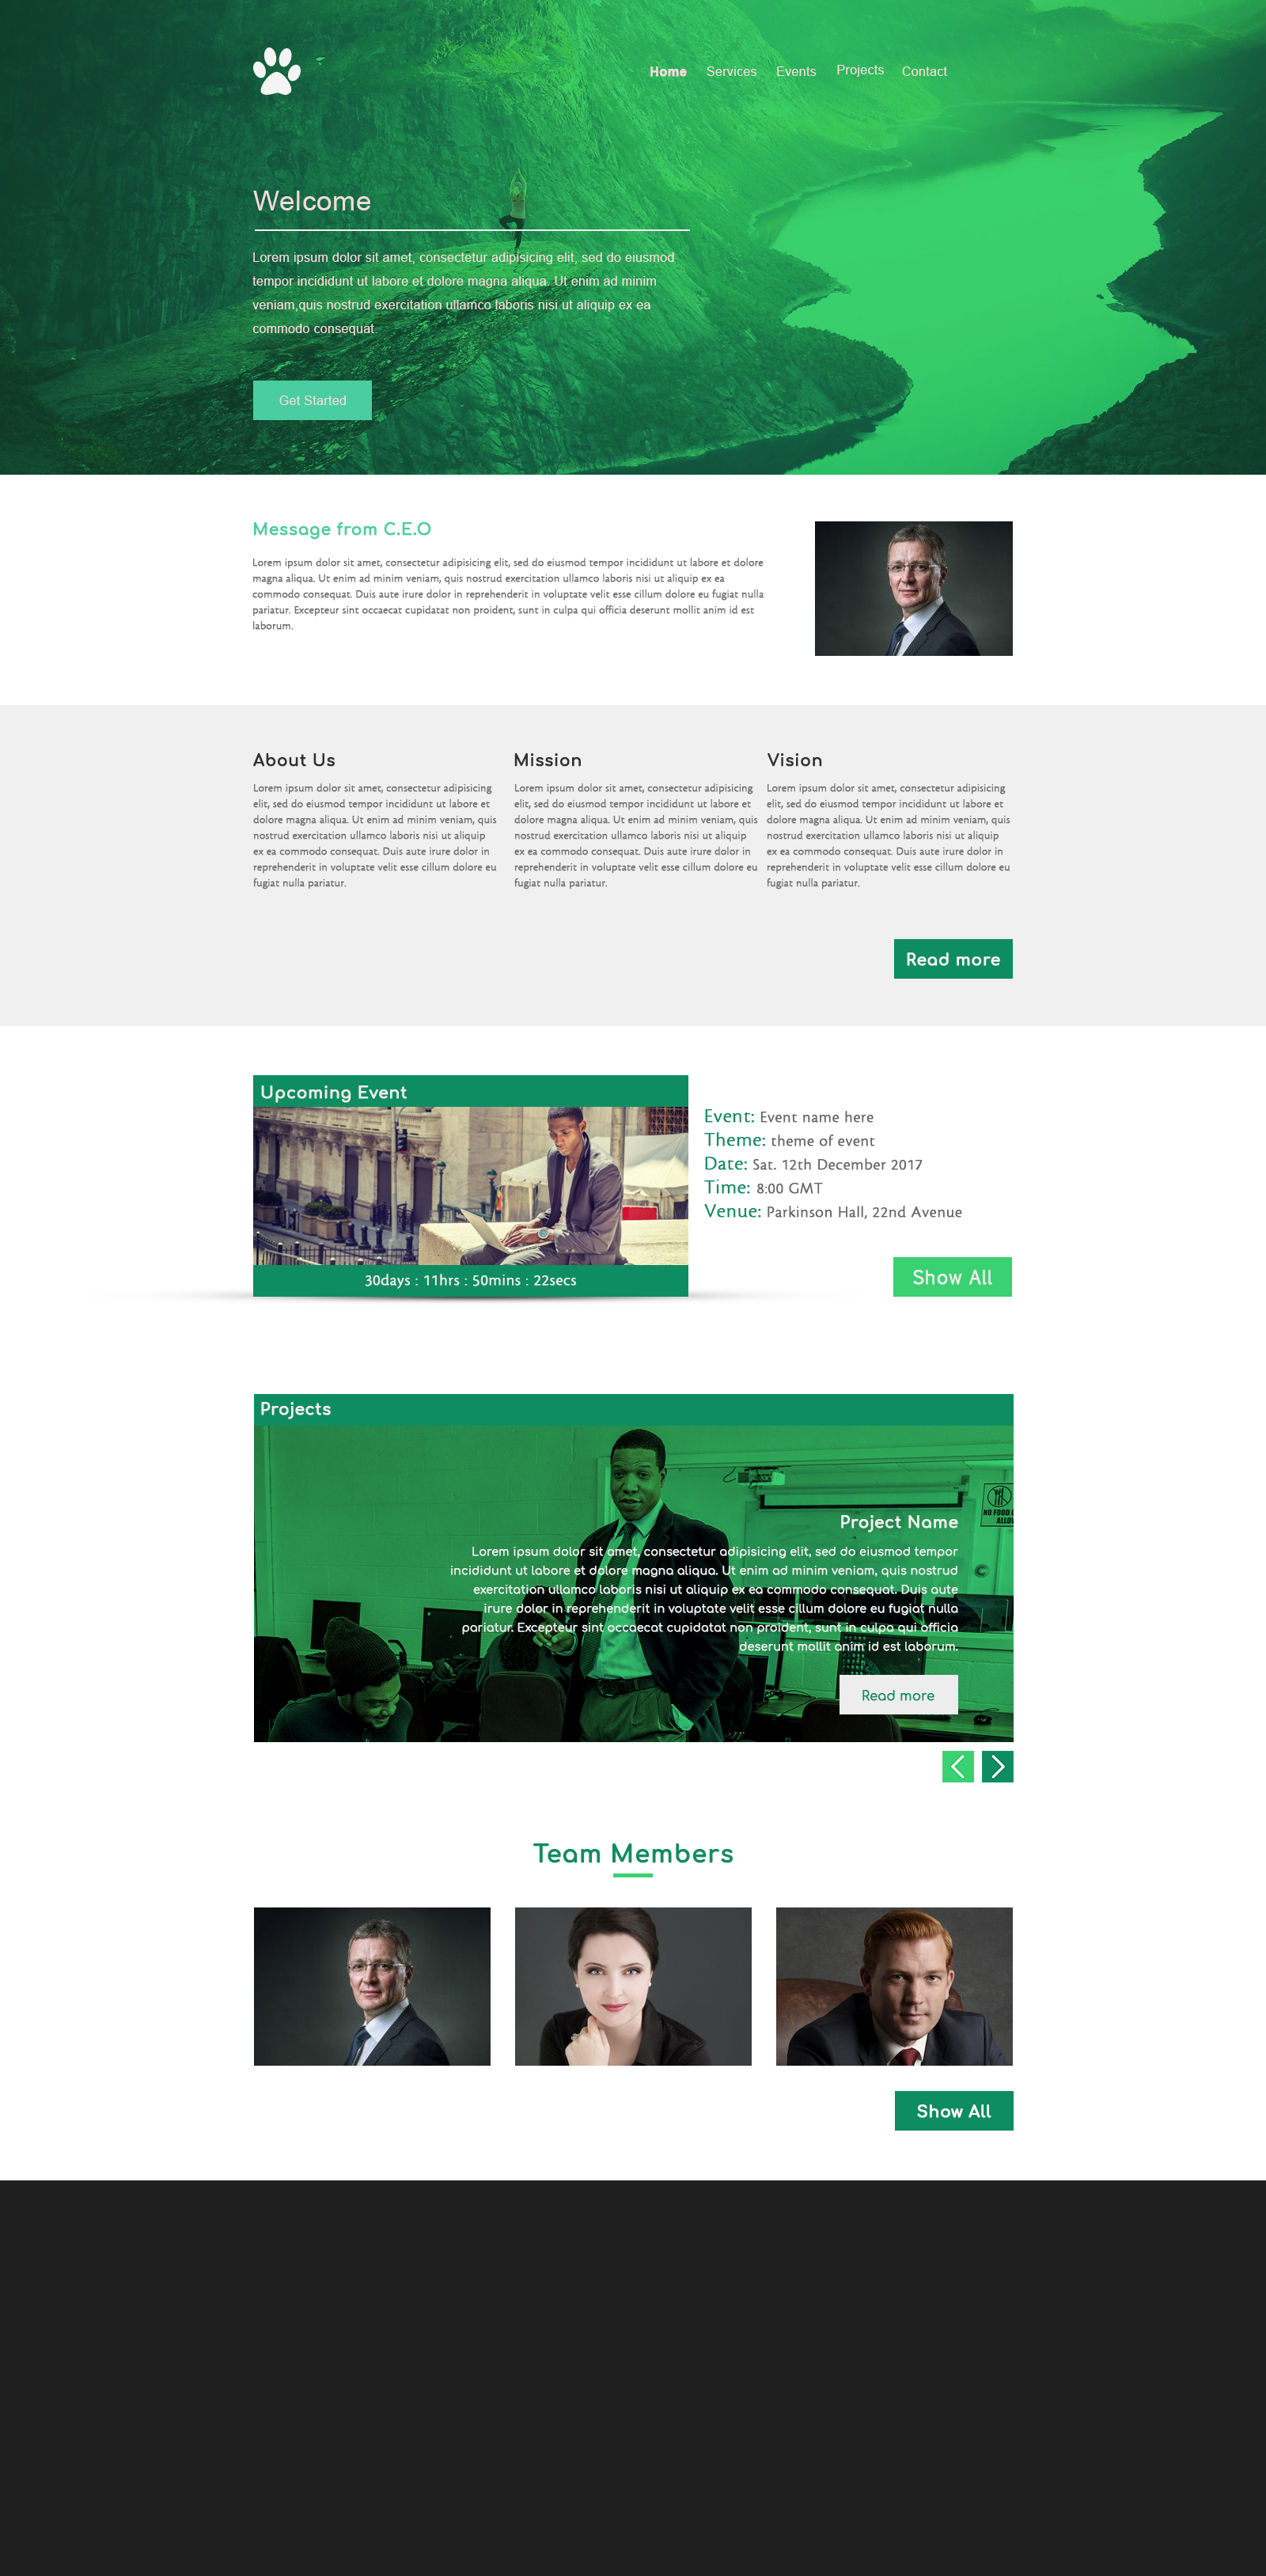 Home Services Events Projects Contact
Welcome
Lorem ipsum dolor sit amet, consectetur adipisicing elit, sed do eiusmod
tempor incididunt ut labore et dolore magna aliqua. Ut enim ad minim
veniam,quis nostrud exercitation ullamco laboris nisi ut aliquip ex ea
commodo consequat.
Get Started
Message from C.E.O
Lorem ipsum dolor sit amet, consectetur adipisicing elit, sed do eiusmod tempor incididunt ut labore et dolore
magna aliqua. Ut enim ad minim veniam, quis nostrud exercitation ullamco laboris nisi ut aliquip ex ea
commodo consequat. Duis aute irure dolor in reprehenderit in voluptate velit esse cillum dolore eu fugiat nulla
pariatur. Excepteur sint occaecat cupidatat non proident, sunt in culpa qui officia deserunt mollit anim id est
laborum.
About Us
Lorem ipsum dolor sit amet, consectetur adipisicing
elit, sed do eiusmod tempor incididunt ut labore et
dolore magna aliqua. Ut enim ad minim veniam, quis
nostrud exercitation ullamco laboris nisi ut aliquip
ex ea commodo consequat. Duis aute irure dolor in
reprehenderit in voluptate velit esse cillum dolore eu
fugiat nulla pariatur.
Mission
Lorem ipsum dolor sit amet, consectetur adipisicing
elit, sed do eiusmod tempor incididunt ut labore et
dolore magna aliqua. Ut enim ad minim veniam, quis
nostrud exercitation ullamco laboris nisi ut aliquip
ex ea commodo consequat. Duis aute irure dolor in
reprehenderit in voluptate velit esse cillum dolore eu
fugiat nulla pariatur.
Vision
Lorem ipsum dolor sit amet, consectetur adipisicing
elit, sed do eiusmod tempor incididunt ut labore et
dolore magna aliqua. Ut enim ad minim veniam, quis
nostrud exercitation ullamco laboris nisi ut aliquip
ex ea commodo consequat. Duis aute irure dolor in
reprehenderit in voluptate velit esse cillum dolore eu
fugiat nulla pariatur.
Read more
Upcoming Event
30days : 11hrs : 50mins : 22secs
Event: Event name here
Theme: theme of event
Date: Sat. 12th December 2017
Time: 8:00 GMT
Venue: Parkinson Hall, 22nd Avenue
Show All
Projects
NO FOOD
ALLOW
Project Name
Lorem ipsum dolor sit amet, consectetur adipisicing elit, sed do eiusmod tempor
incididunt ut labore et dolore magna aliqua. Ut enim ad minim veniam, quis nostrud
exercitation ullamco laboris nisi ut aliquip ex ea commodo consequat. Duis aute
irure dolor in reprehenderit in voluptate velit esse cillum dolore eu fugiat nulla
pariatur. Excepteur sint occaecat cupidatat non proident, sunt in culpa qui officia
deserunt mollit anim id est laborum.
Read more
Team Members
Show All